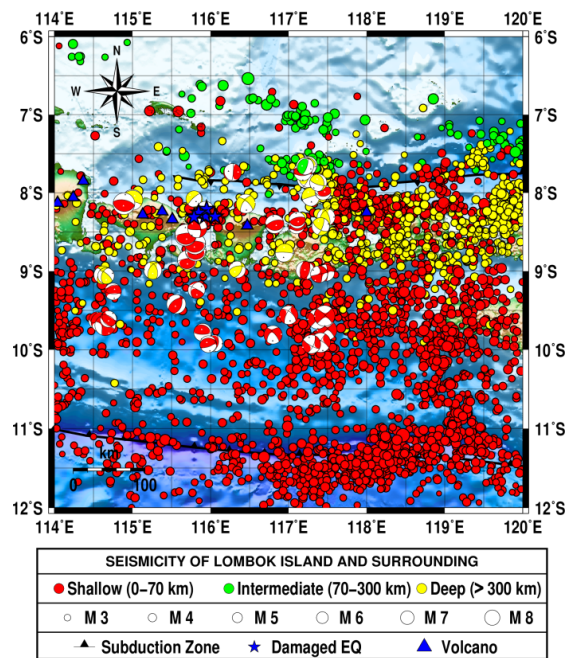 114°E 115°E 116°E 117°E 118°E 119°E 120°E
6°S 6°S
N
W E
S
7°S 7°S
8°S 8°S
9°S 9°S
10°S 10°S
11°S 11°S
km
0 100
12°S 12°S
114°E 115°E 116°E 117°E 118°E 119°E 120°E
SEISMICITY OF LOMBOK ISLAND AND SURROUNDING
Shallow (0–70 km) Intermediate (70–300 km) Deep (> 300 km)
M 3 M 4 M 5 M 6 M 7 M 8
Subduction Zone Damaged EQ Volcano